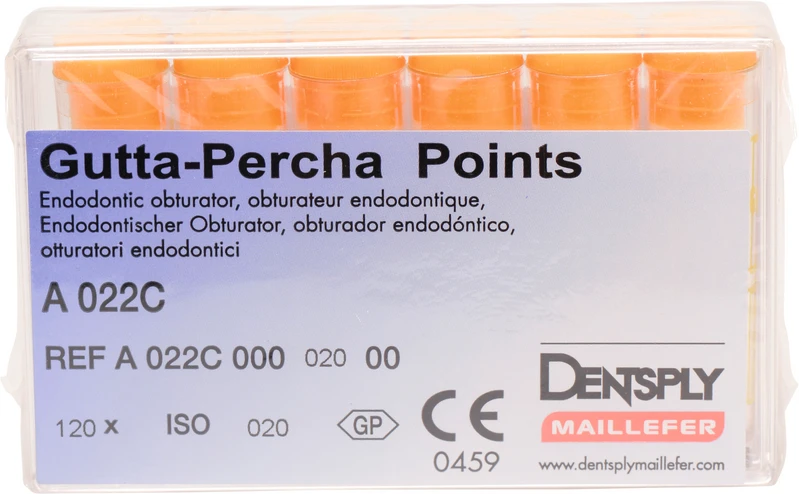 Gutta-Percha Points
Endodontic obturator, obturateur endodontique,
Endodontischer Obturator, obturador endodóntico,
otturatori endodontici
A 022C
REF A 022C 000 020 00
120 x ISO 020 GP CE
0459
DENTSPLY
MAILLEFER
www.dentsplymaillefer.com